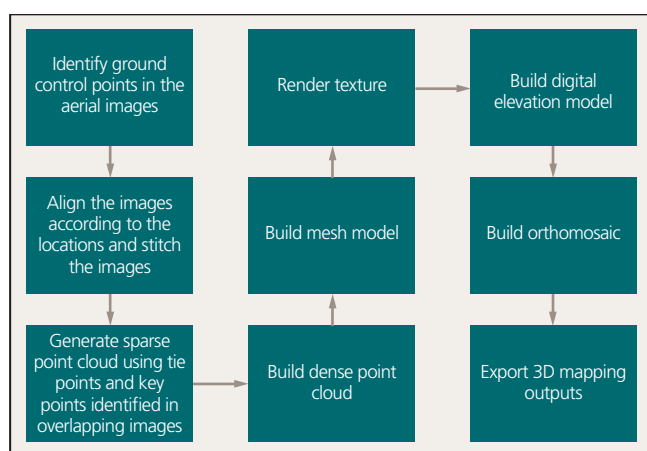 Identify ground
control points in the
aerial images
Align the images
according to the
locations and stitch
the images
Generate sparse
point cloud using tie
points and key
points identified in
overlapping images
Build dense point
cloud
Build mesh model
Render texture
Build digital
elevation model
Build orthomosaic
Export 3D mapping
outputs